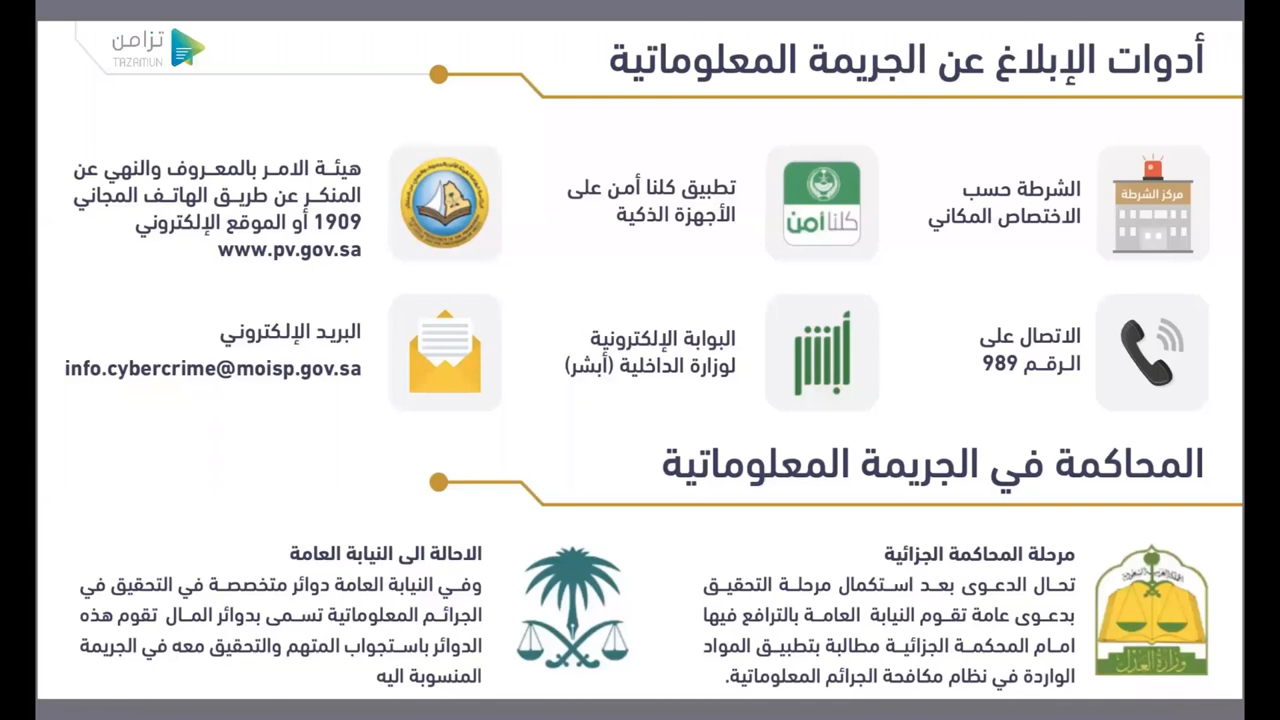 تزامن
TAZAMUN
أدوات الإبلاغ عن الجريمة المعلوماتية
مركز الشرطة
الشرطة حسب
الاختصاص المكاني
كلنا أمن
تطبيق كلنا أمن على
الأجهزة الذكية
هيئة الامر بالمعروف والنهي عن
المنكر عن طريق الهاتف المجاني
1909 أو الموقع الإلكتروني
www.pv.gov.sa
الاتصال على
الرقم 989
أبشر
البوابة الإلكترونية
لوزارة الداخلية (أبشر)
البريد الإلكتروني
info.cybercrime@moisp.gov.sa
المحاكمة في الجريمة المعلوماتية
وزارة العدل
مرحلة المحاكمة الجزائية
تحال الدعوى بعد استكمال مرحلة التحقيق
بدعوى عامة تقوم النيابة العامة بالترافع فيها
امام المحكمة الجزائية مطالبة بتطبيق المواد
الواردة في نظام مكافحة الجرائم المعلوماتية.
الاحالة الى النيابة العامة
وفي النيابة العامة دوائر متخصصة في التحقيق في
الجرائم المعلوماتية تسمى بدوائر المال تقوم هذه
الدوائر باستجواب المتهم والتحقيق معه في الجريمة
المنسوبة اليه